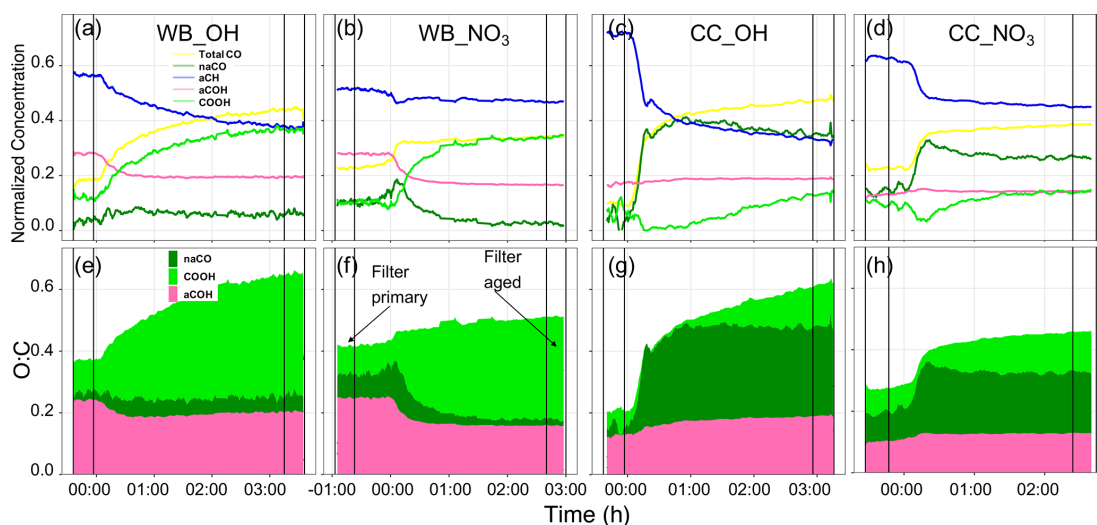 (a) WB_OH (b) WB_NO3 (c) CC_OH (d) CC_NO3
Total CO
naCO
aCH
aCOH
COOH
Normalized Concentration
0.6
0.4
0.2
0.0
(e) (f) (g) (h)
naCO
COOH
aCOH
Filter
primary
Filter
aged
O:C
0.6
0.4
0.2
0.0
00:00 01:00 02:00 03:00 -01:00 00:00 01:00 02:00 03:00 00:00 01:00 02:00 03:00 00:00 01:00 02:00
Time (h)